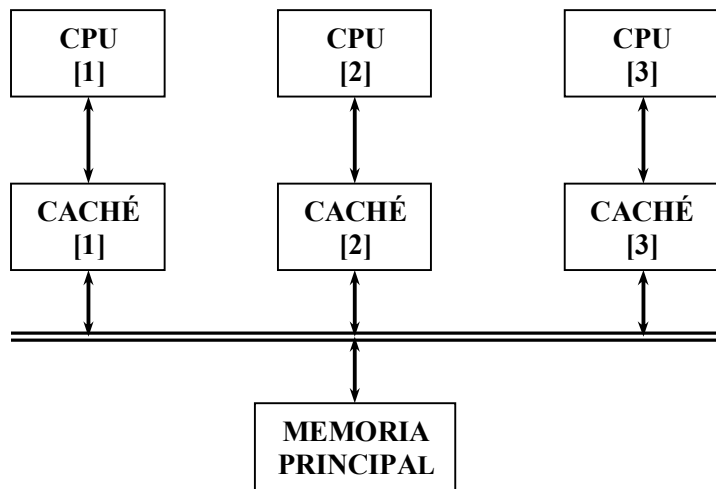 CPU
[1]
CPU
[2]
CPU
[3]
CACHÉ
[1]
CACHÉ
[2]
CACHÉ
[3]
MEMORIA
PRINCIPAL